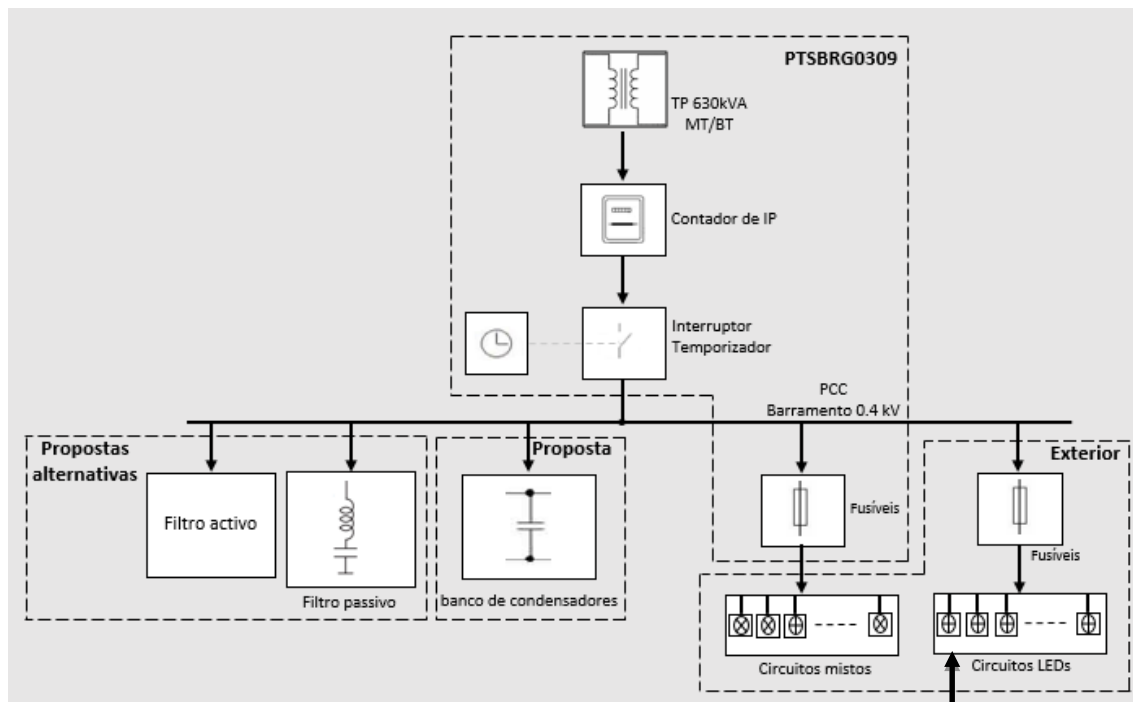 PTSBRG0309
TP 630kVA
MT/BT
Contador de IP
Interruptor
Temporizador
PCC
Barramento 0.4 kV
Propostas
alternativas
Proposta
Exterior
Filtro activo
Fusíveis
Fusíveis
Filtro passivo
banco de condensadores
Circuitos mistos
Circuitos LEDs